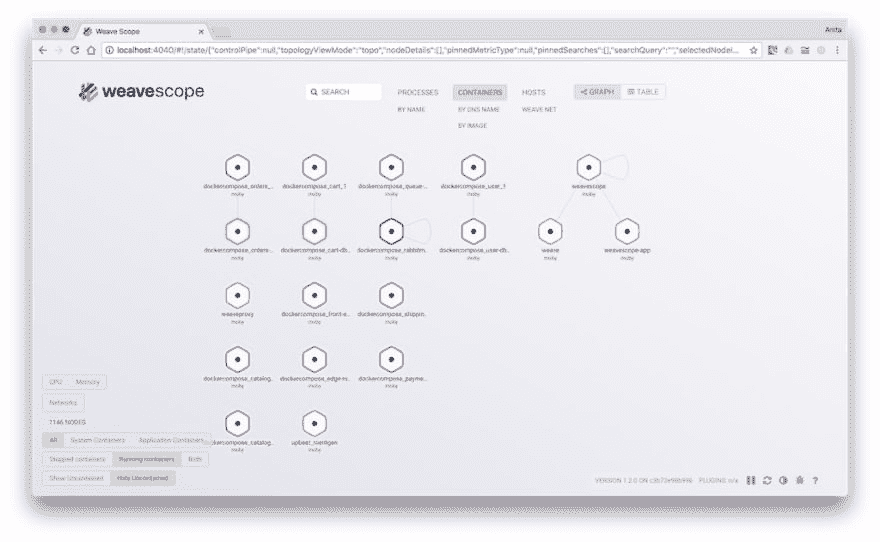 Weave Scope
Anita
localhost:4040/#!/state/{"controlPipe":null,"topologyViewMode":"topo","nodeDetails":[],"pinnedMetricType":null,"pinnedSearches":[],"searchQuery":"","selectedNodeI...
weavescope
SEARCH
PROCESSES
CONTAINERS
HOSTS
GRAPH
TABLE
BY NAME
BY DNS NAME
WEAVE NET
BY IMAGE
dockercompose_orders_...
dockercompose_cart_1
dockercompose_queue-...
dockercompose_user_1
weavescope
moby
moby
moby
moby
moby
dockercompose_orders-...
dockercompose_cart-db...
dockercompose_rabbitm...
dockercompose_user-db...
weave
weavescope-app
moby
moby
moby
moby
moby
moby
weaveproxy
dockercompose_front-e...
dockercompose_shippin...
moby
moby
moby
dockercompose_catalog...
dockercompose_edge-r...
dockercompose_payme...
moby
moby
moby
CPU
Memory
Networks
NODES
All
System Containers
Application Containers
dockercompose_catalog...
moby
moby
Stopped containers
Running containers
Both
Show Uncontained
Hide Uncontained
VERSION 1.2.0 ON
PLUGINS: n/a